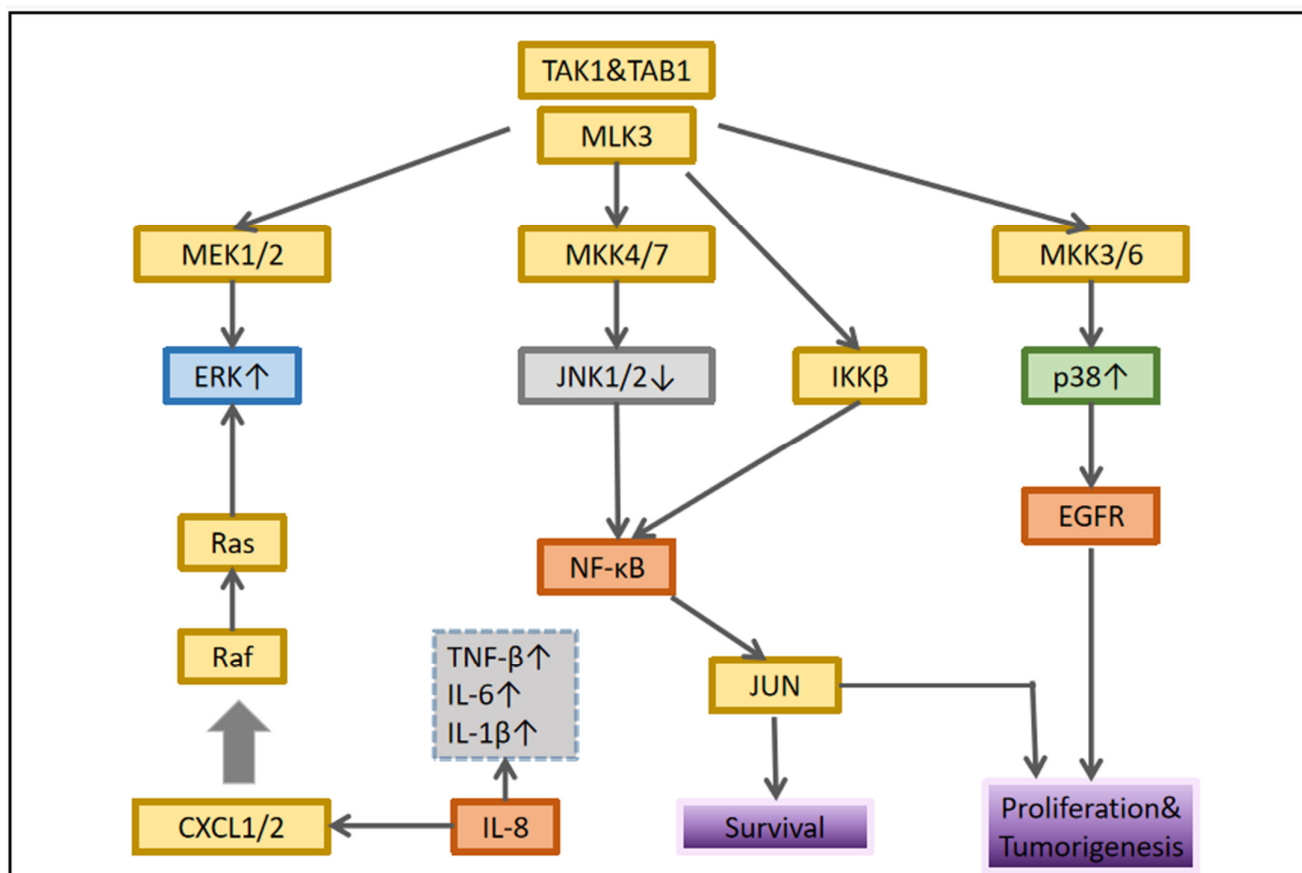 TAK1&TAB1
MLK3
MEK1/2
MKK4/7
MKK3/6
ERK↑
JNK1/2↓
IKKβ
p38↑
EGFR
Ras
NF-κB
Raf
TNF-β↑
IL-6↑
IL-1β↑
JUN
CXCL1/2
IL-8
Survival
Proliferation&
Tumorigenesis